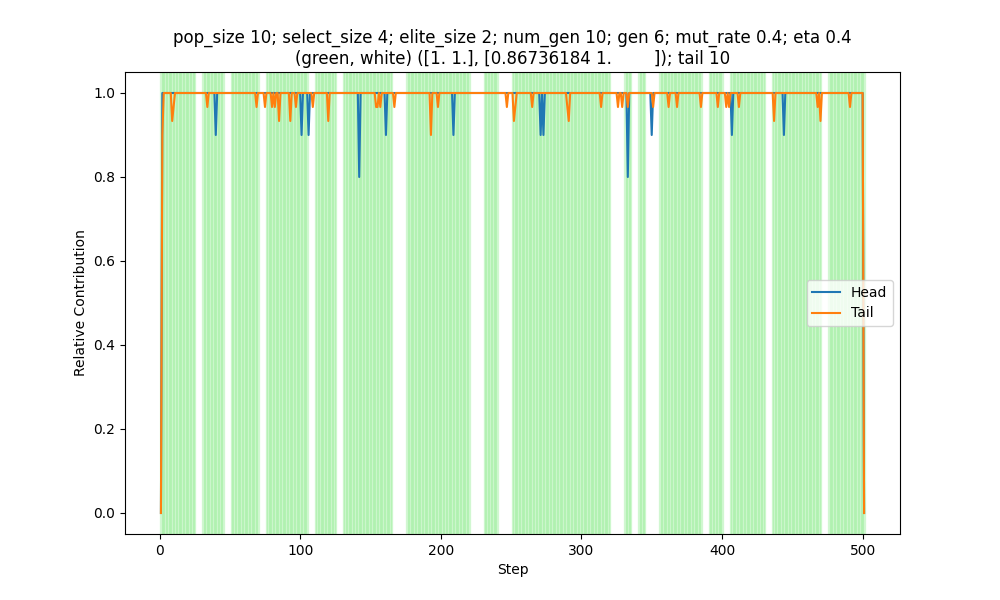 pop_size 10; select_size 4; elite_size 2; num_gen 10; gen 6; mut_rate 0.4; eta 0.4
(green, white) ([1. 1.], [0.86736184 1.        ]); tail 10
1.0
0.8
0.6
0.4
0.2
0.0
Relative Contribution
Head
Tail
0
100
200
300
400
500
Step